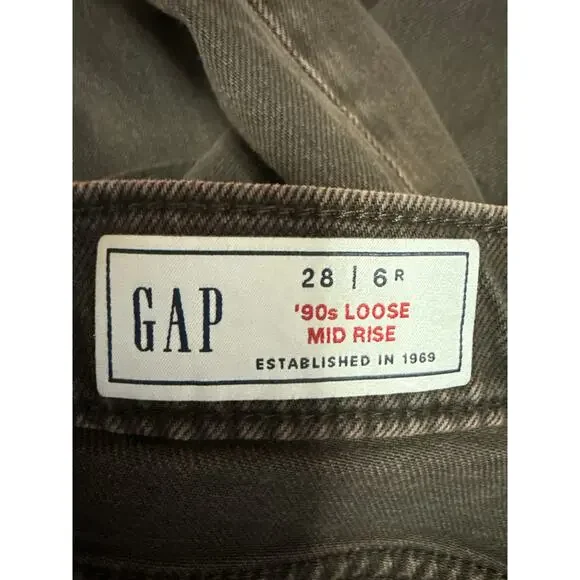 GAP
28 | 6R
'90s LOOSE
MID RISE
ESTABLISHED IN 1969